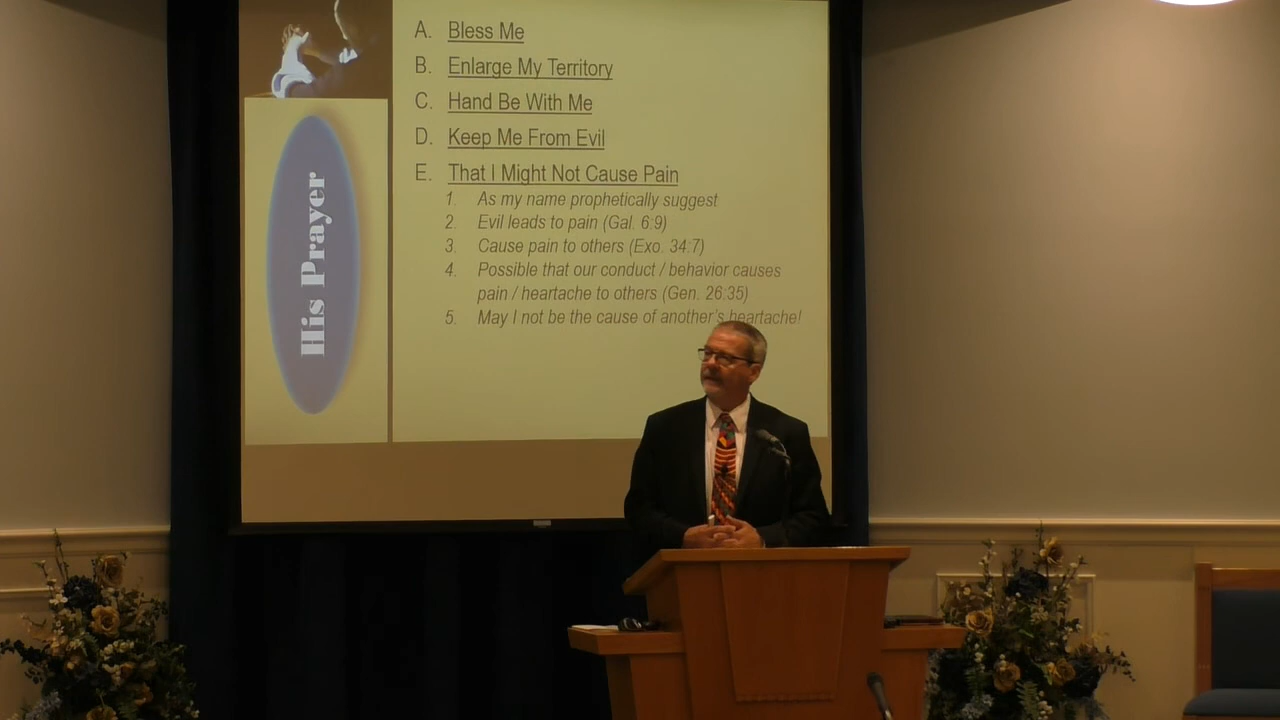 A. Bless Me
B. Enlarge My Territory
C. Hand Be With Me
D. Keep Me From Evil
E. That I Might Not Cause Pain
1. As my name prophetically suggest
2. Evil leads to pain (Gal. 6:9)
3. Cause pain to others (Exo. 34:7)
4. Possible that our conduct / behavior causes
pain / heartache to others (Gen. 26:35)
5. May I not be the cause of another's heartache!
His Prayer